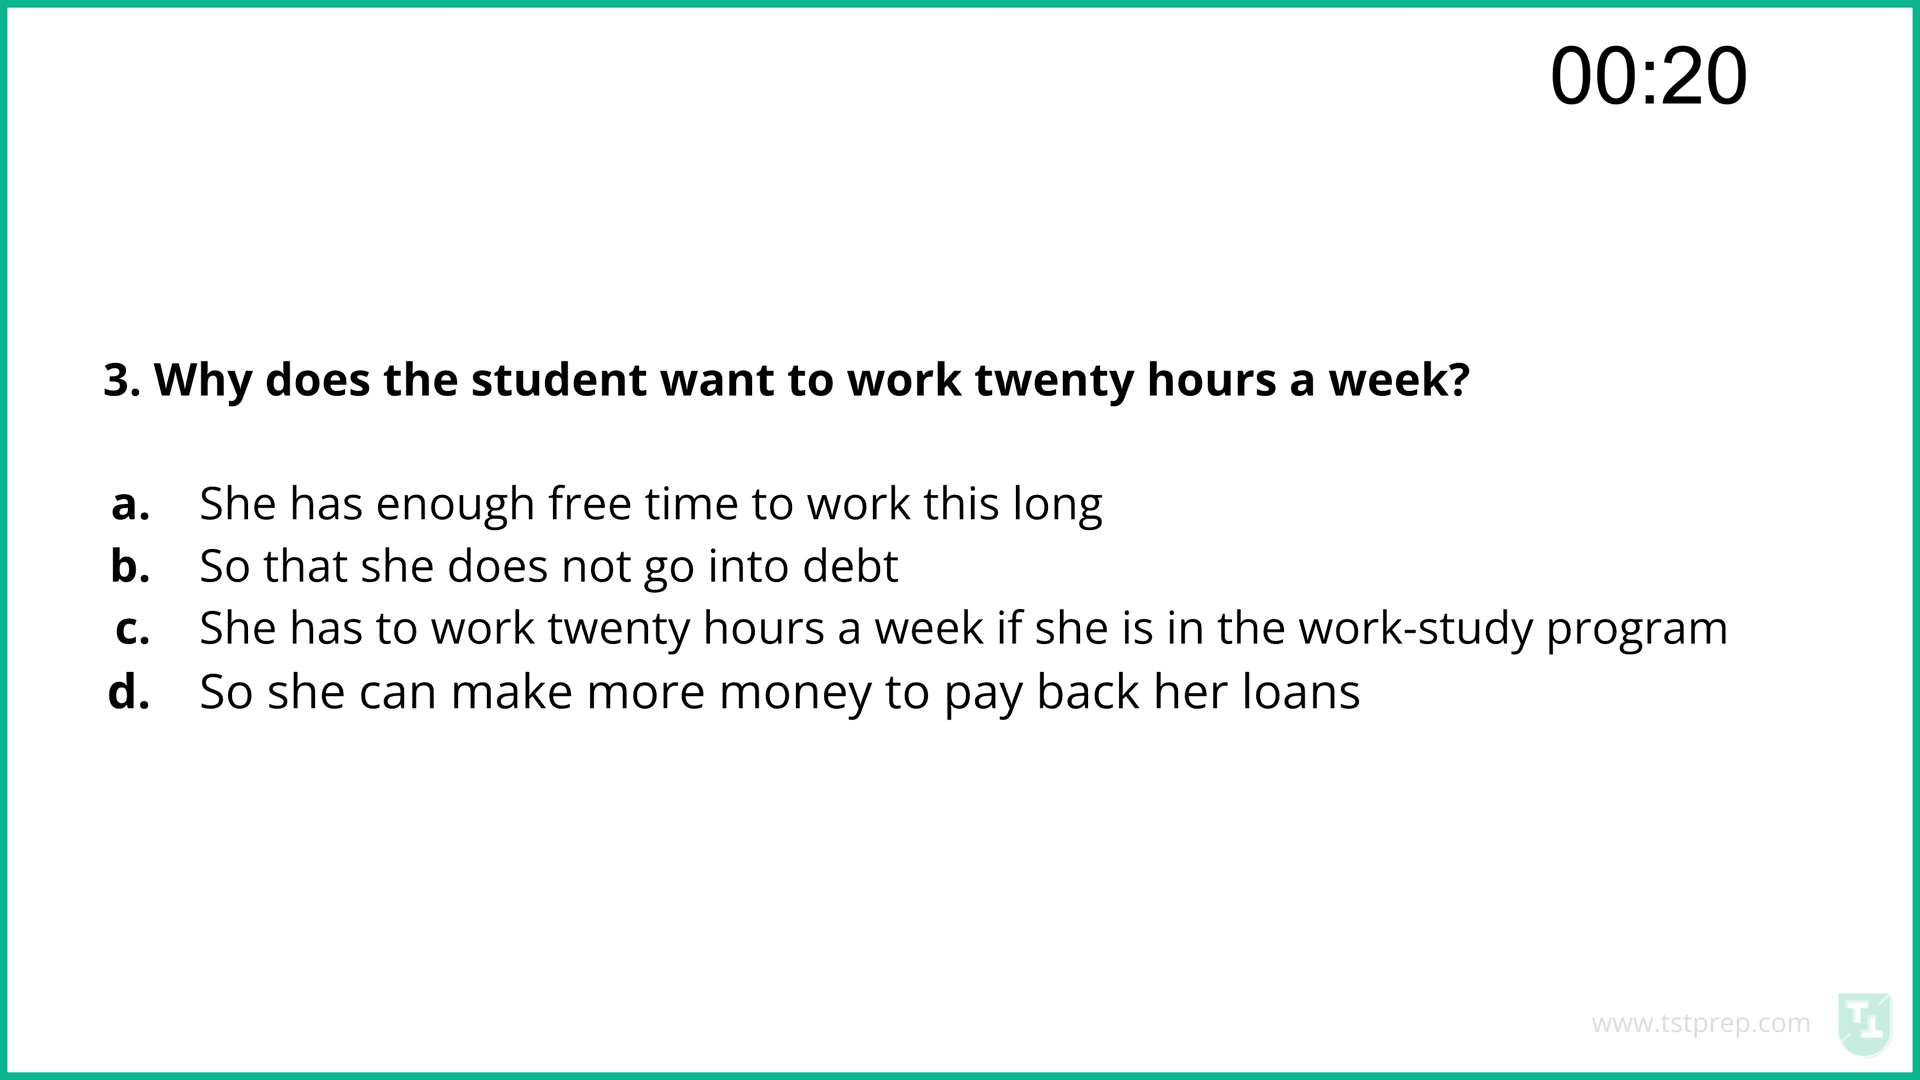 00:20
3. Why does the student want to work twenty hours a week?
a. She has enough free time to work this long
b. So that she does not go into debt
c. She has to work twenty hours a week if she is in the work-study program
d. So she can make more money to pay back her loans
www.tstprep.com